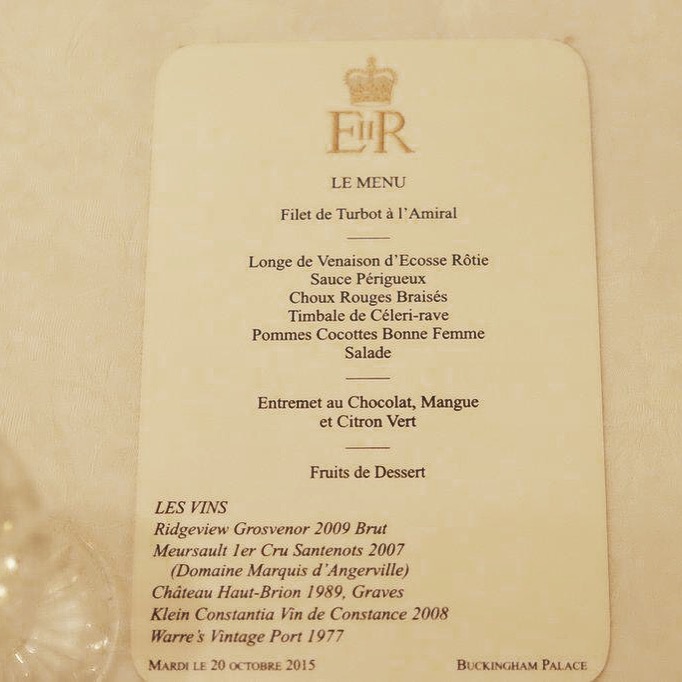 EIIR
LE MENU
Filet de Turbot à l'Amiral
Longe de Venaison d'Ecosse Rôtie
Sauce Périgueux
Choux Rouges Braisés
Timbale de Céleri-rave
Pommes Cocottes Bonne Femme
Salade
Entremet au Chocolat, Mangue
et Citron Vert
Fruits de Dessert
LES VINS
Ridgeview Grosvenor 2009 Brut
Meursault 1er Cru Santenots 2007
(Domaine Marquis d'Angerville)
Château Haut-Brion 1989, Graves
Klein Constantia Vin de Constance 2008
Warre's Vintage Port 1977
MARDI LE 20 OCTOBRE 2015 BUCKINGHAM PALACE